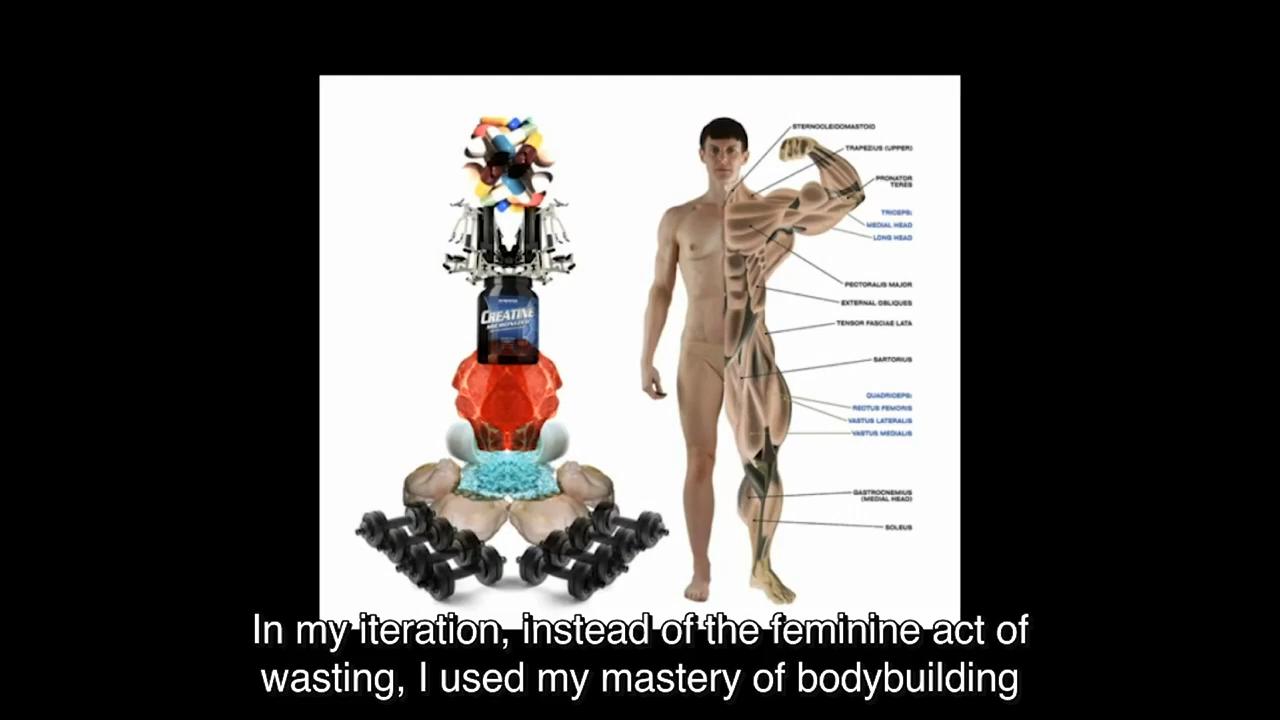 STERNOCLEIDOMASTOID
TRAPEZIUS (UPPER)
PRONATOR
TERES
TRICEPS:
MEDIAL HEAD
LONG HEAD
PECTORALIS MAJOR
EXTERNAL OBLIQUES
CREATINE
MICRONIZED
TENSOR FASCIAE LATA
SARTORIUS
QUADRICEPS:
RECTUS FEMORIS
VASTUS LATERALIS
VASTUS MEDIALIS
GASTROCNEMIUS
(MEDIAL HEAD)
SOLEUS
In my iteration, instead of the feminine act of
wasting, I used my mastery of bodybuilding